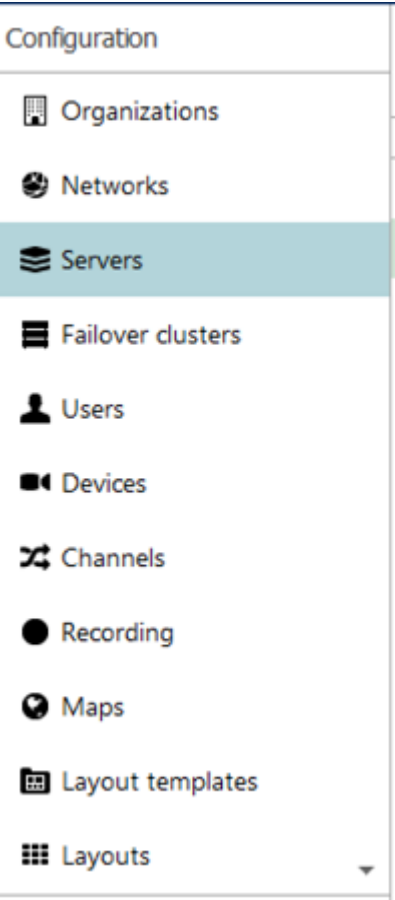 Configuration
Organizations
Networks
Servers
Failover clusters
Users
Devices
Channels
Recording
Maps
Layout templates
Layouts